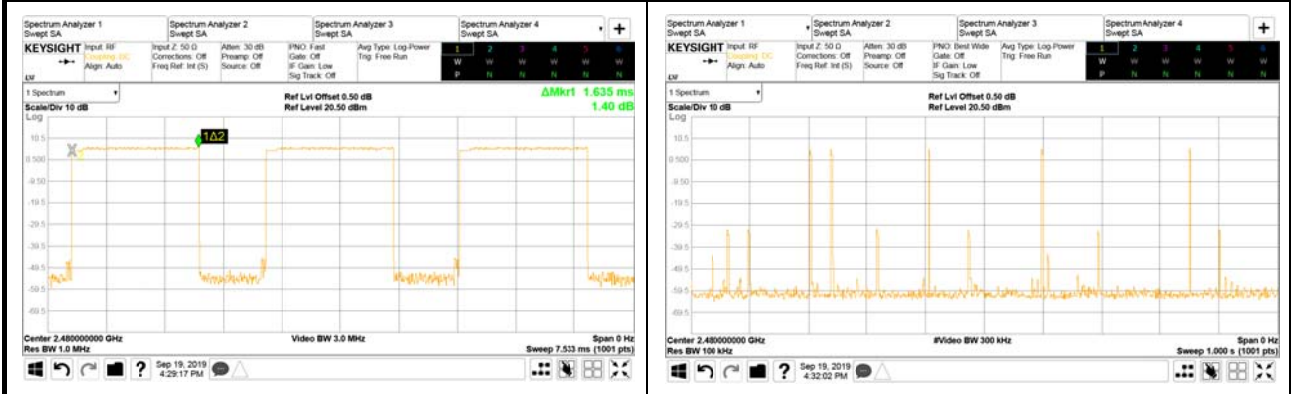 Spectrum Analyzer 1 Swept SA
Spectrum Analyzer 2 Swept SA
Spectrum Analyzer 3 Swept SA
Spectrum Analyzer 4 Swept SA
+
KEYSIGHT
Input: RF
Coupling: DC
Align: Auto
Input Z: 50 Ω
Corrections: Off
Freq Ref: Int (S)
Atten: 30 dB
Preamp: Off
Source: Off
PNO: Fast
Gate: Off
IF Gain: Low
Sig Track: Off
Avg Type: Log-Power
Trig: Free Run
1 2 3 4 5 6
W W W W W W
P N N N N N
1 Spectrum
Scale/Div 10 dB
Log
Ref Lvl Offset 0.50 dB
Ref Level 20.50 dBm
ΔMkr1 1.635 ms
1.40 dB
1Δ2
10.5
0.500
-9.50
-19.5
-29.5
-39.5
-49.5
-59.5
-69.5
Center 2.480000000 GHz
Res BW 1.0 MHz
Video BW 3.0 MHz
Span 0 Hz
Sweep 7.533 ms (1001 pts)
?
Sep 19, 2019
4:29:17 PM
Spectrum Analyzer 1 Swept SA
Spectrum Analyzer 2 Swept SA
Spectrum Analyzer 3 Swept SA
Spectrum Analyzer 4 Swept SA
+
KEYSIGHT
Input: RF
Coupling: DC
Align: Auto
Input Z: 50 Ω
Corrections: Off
Freq Ref: Int (S)
Atten: 30 dB
Preamp: Off
Source: Off
PNO: Best Wide
Gate: Off
IF Gain: Low
Sig Track: Off
Avg Type: Log-Power
Trig: Free Run
1 2 3 4 5 6
W W W W W W
P N N N N N
1 Spectrum
Scale/Div 10 dB
Log
Ref Lvl Offset 0.50 dB
Ref Level 20.50 dBm
10.5
0.500
-9.50
-19.5
-29.5
-39.5
-49.5
-59.5
-69.5
Center 2.480000000 GHz
Res BW 100 kHz
#Video BW 300 kHz
Span 0 Hz
Sweep 1.000 s (1001 pts)
?
Sep 19, 2019
4:32:02 PM